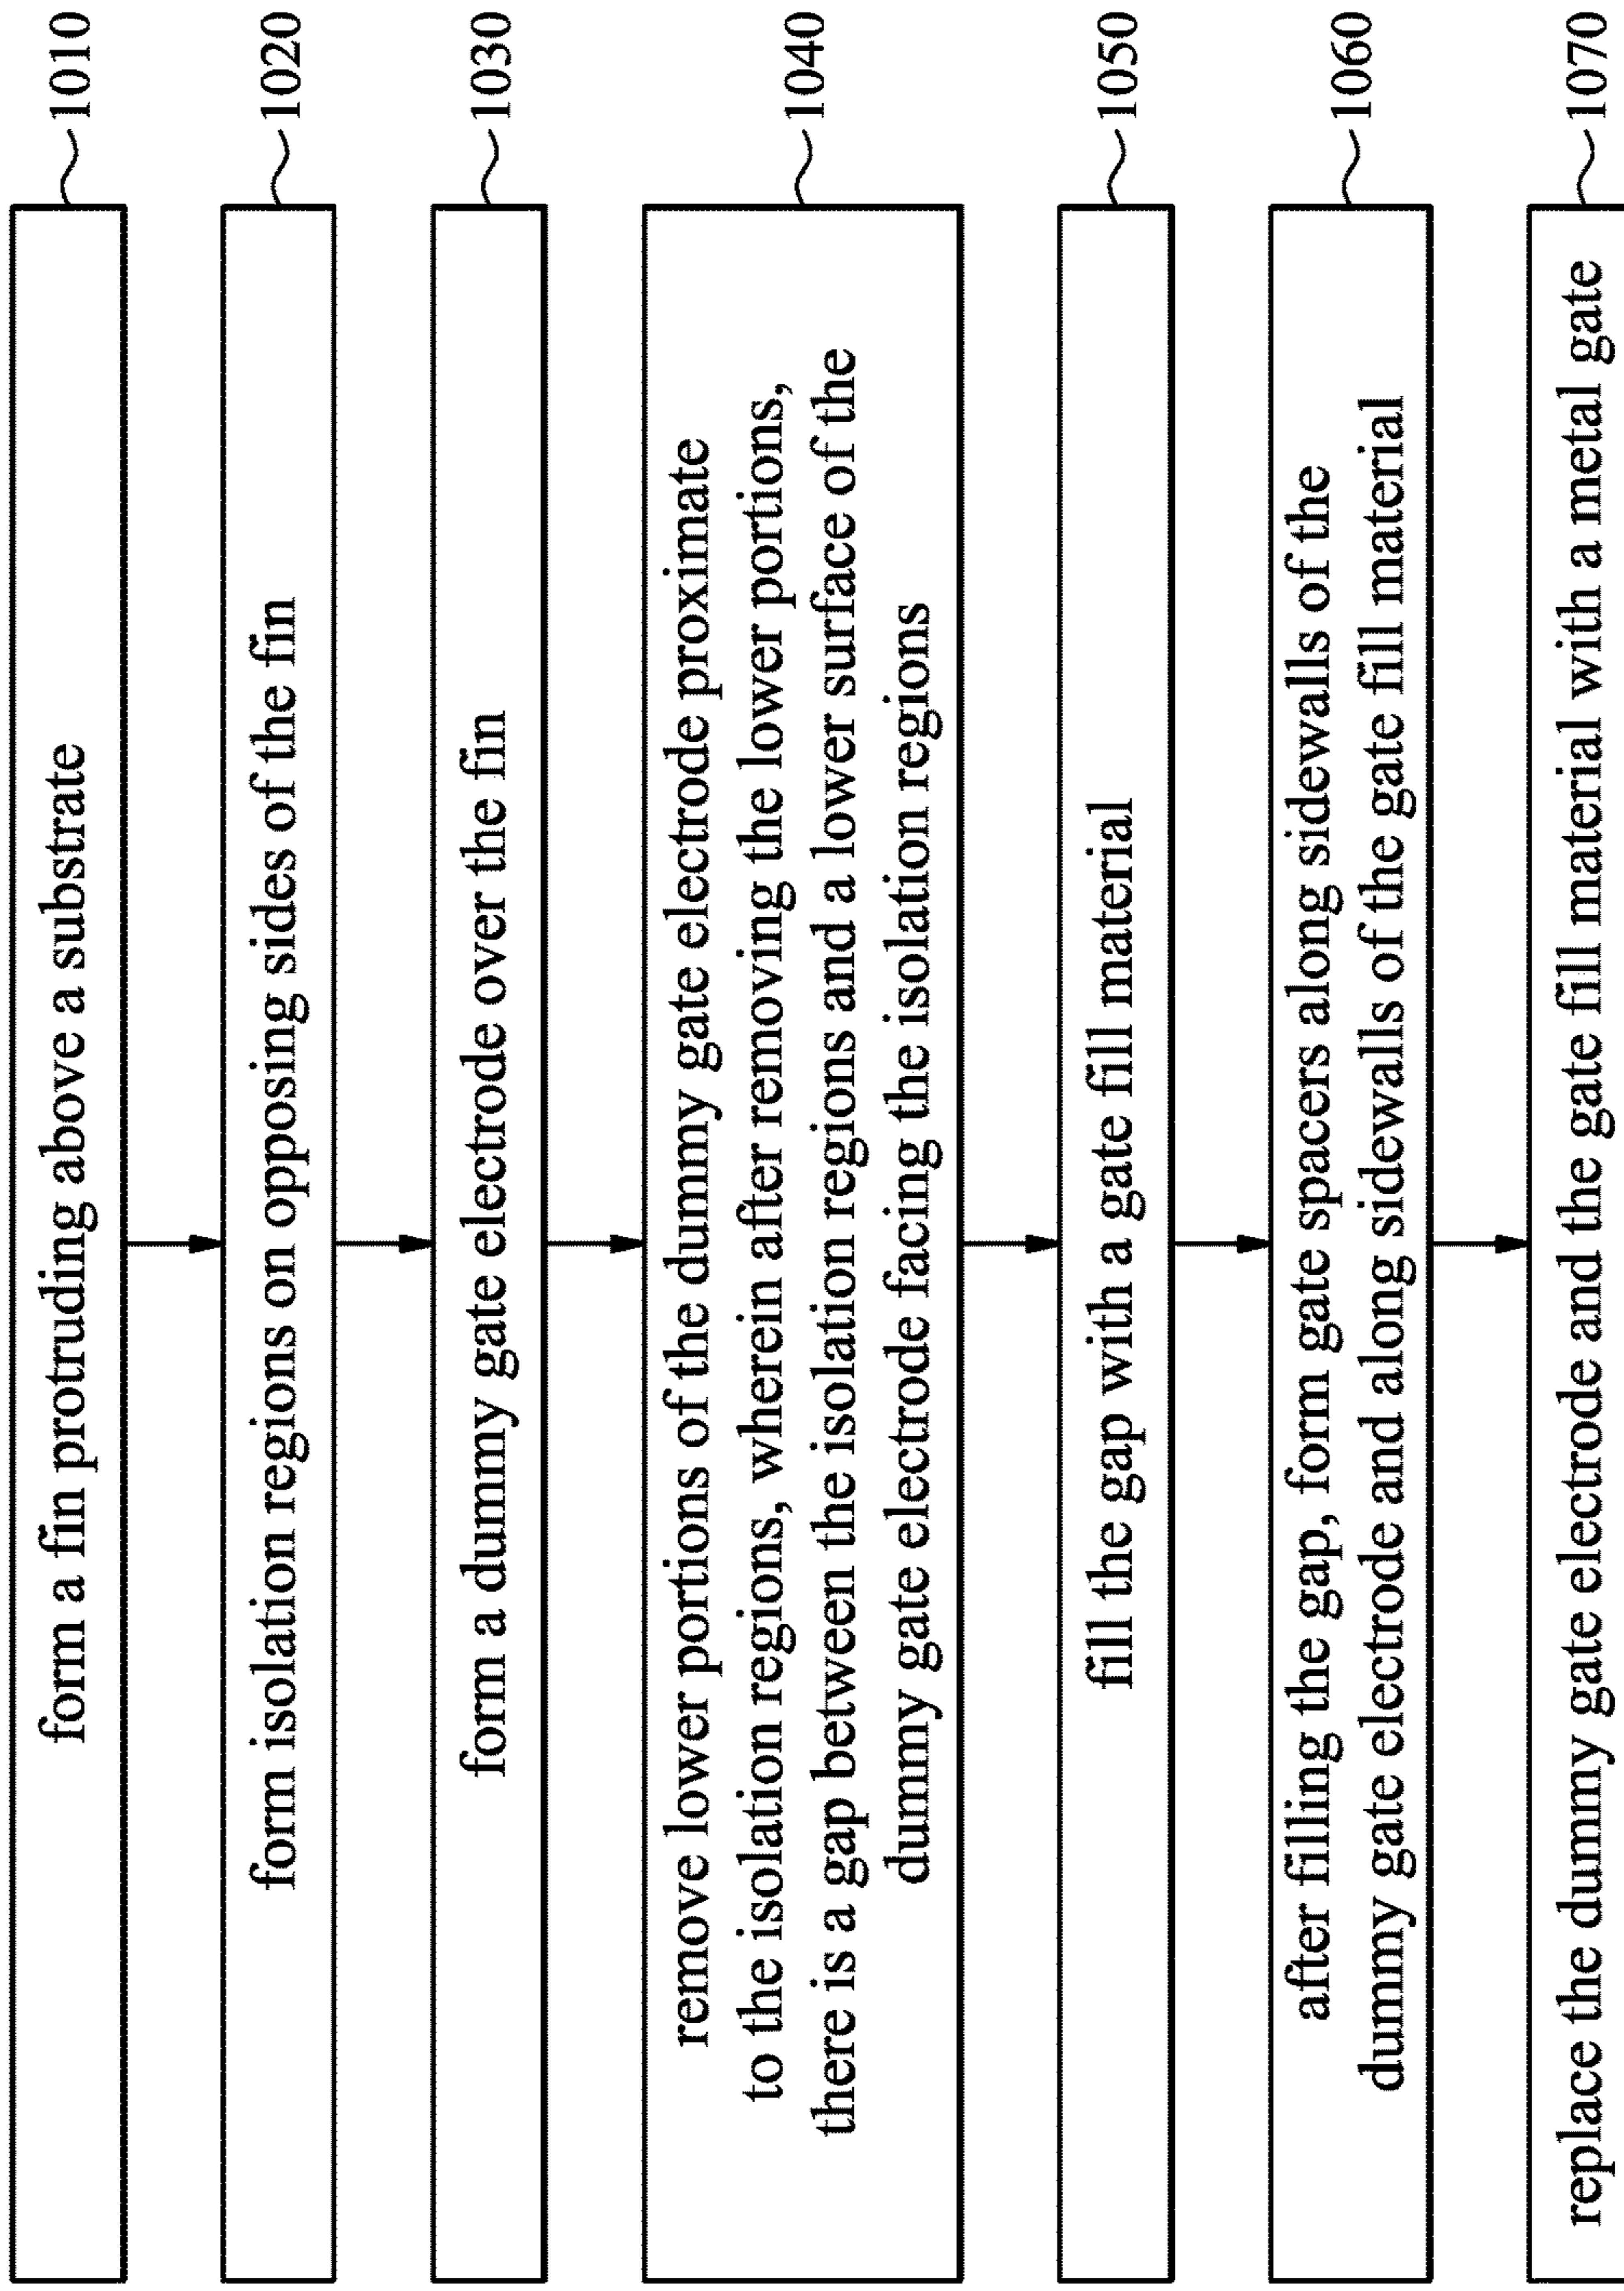 form a fin protruding above a substrate
1010
form isolation regions on opposing sides of the fin
1020
form a dummy gate electrode over the fin
1030
remove lower portions of the dummy gate electrode proximate
to the isolation regions, wherein after removing the lower portions,
there is a gap between the isolation regions and a lower surface of the
dummy gate electrode facing the isolation regions
1040
fill the gap with a gate fill material
1050
after filling the gap, form gate spacers along sidewalls of the
dummy gate electrode and along sidewalls of the gate fill material
1060
replace the dummy gate electrode and the gate fill material with a metal gate
1070